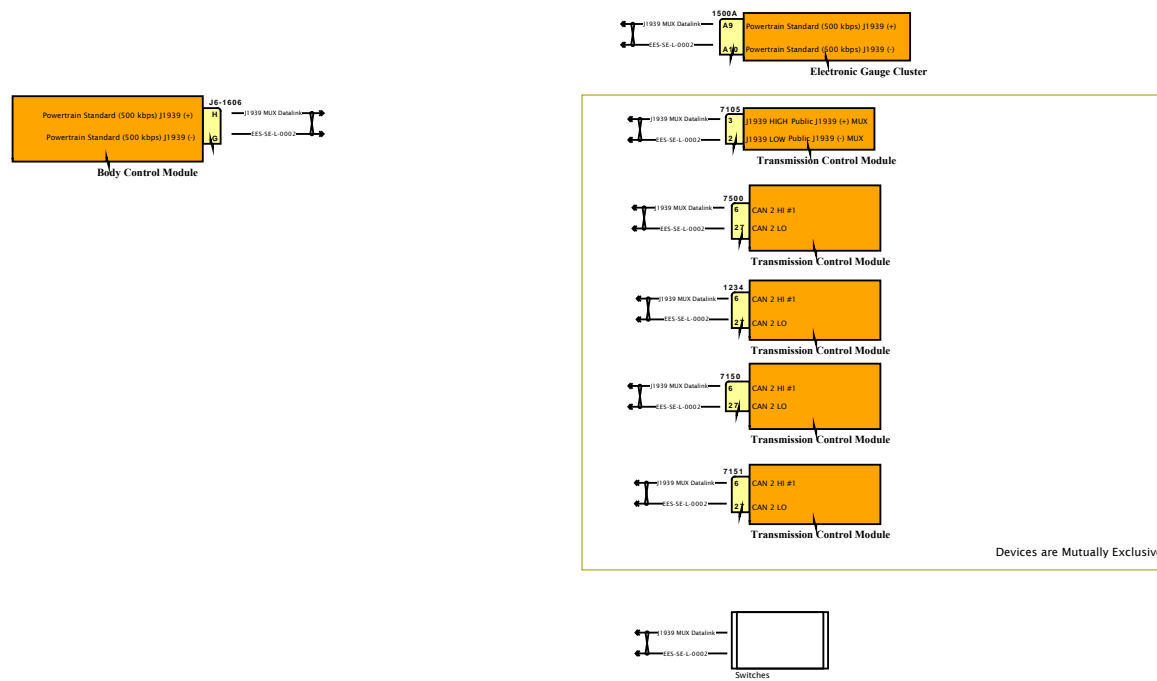 1500A
J1939 MUX Datalink
A9
Powertrain Standard (500 kbps) J1939 (+)
EES-SE-L-0002
A10
Powertrain Standard (500 kbps) J1939 (-)
Electronic Gauge Cluster
J6-1606
Powertrain Standard (500 kbps) J1939 (+)
H
J1939 MUX Datalink
Powertrain Standard (500 kbps) J1939 (-)
G
EES-SE-L-0002
Body Control Module
7105
J1939 MUX Datalink
3
J1939 HIGH Public J1939 (+) MUX
EES-SE-L-0002
2
J1939 LOW Public J1939 (-) MUX
Transmission Control Module
7500
J1939 MUX Datalink
6
CAN 2 HI #1
EES-SE-L-0002
27
CAN 2 LO
Transmission Control Module
1234
J1939 MUX Datalink
6
CAN 2 HI #1
EES-SE-L-0002
27
CAN 2 LO
Transmission Control Module
7150
J1939 MUX Datalink
6
CAN 2 HI #1
EES-SE-L-0002
27
CAN 2 LO
Transmission Control Module
7151
J1939 MUX Datalink
6
CAN 2 HI #1
EES-SE-L-0002
27
CAN 2 LO
Transmission Control Module
Devices are Mutually Exclusive
J1939 MUX Datalink
EES-SE-L-0002
Switches